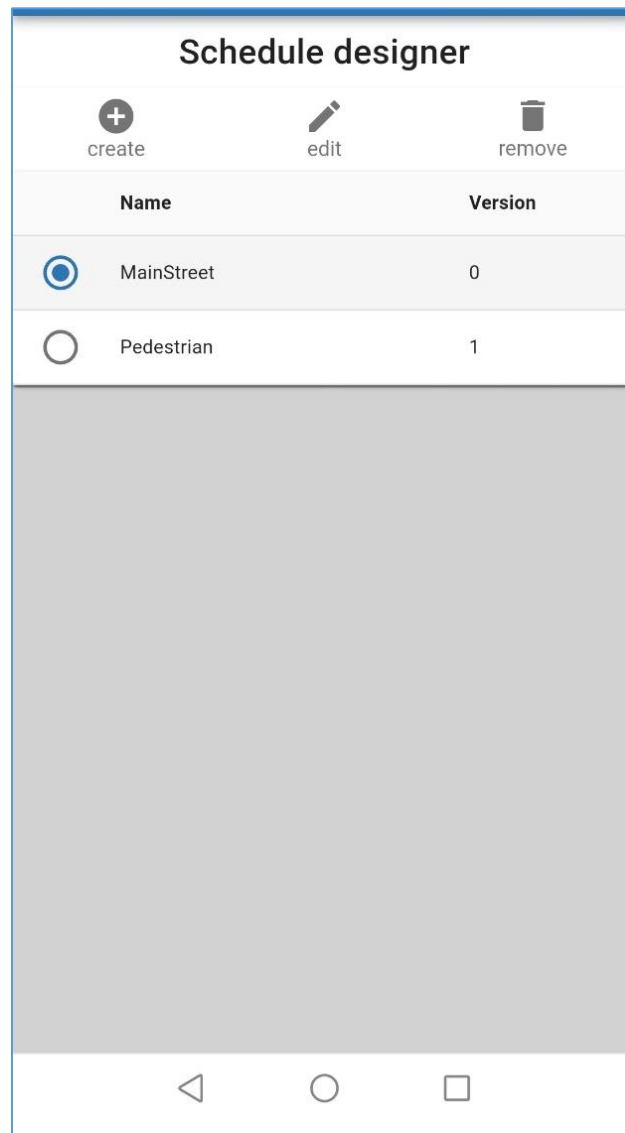 Schedule designer
create edit remove
Name Version
MainStreet 0
Pedestrian 1